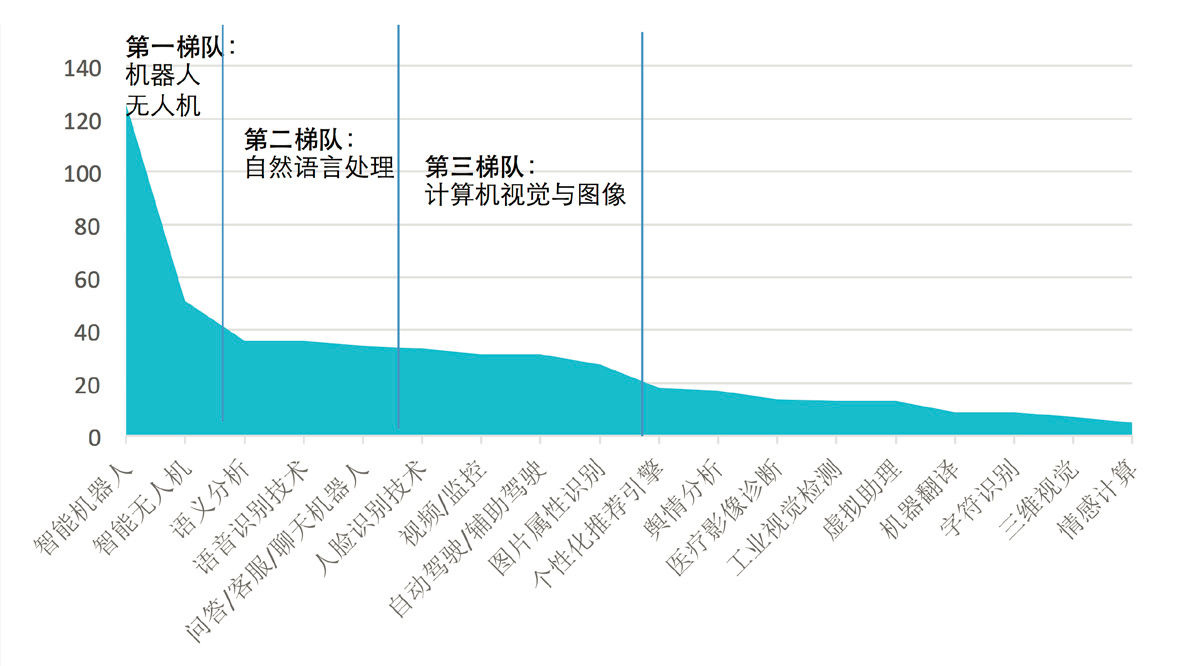 第一梯队：
机器人
无人机
第二梯队：
自然语言处理
第三梯队：
计算机视觉与图像
140
120
100
80
60
40
20
0
智能机器人
智能无人机
语义分析
语音识别技术
问答/客服/聊天机器人
人脸识别技术
视频/监控
自动驾驶/辅助驾驶
图片属性识别
个性化推荐引擎
舆情分析
医疗影像诊断
工业视觉检测
虚拟助理
机器翻译
字符识别
三维视觉
情感计算